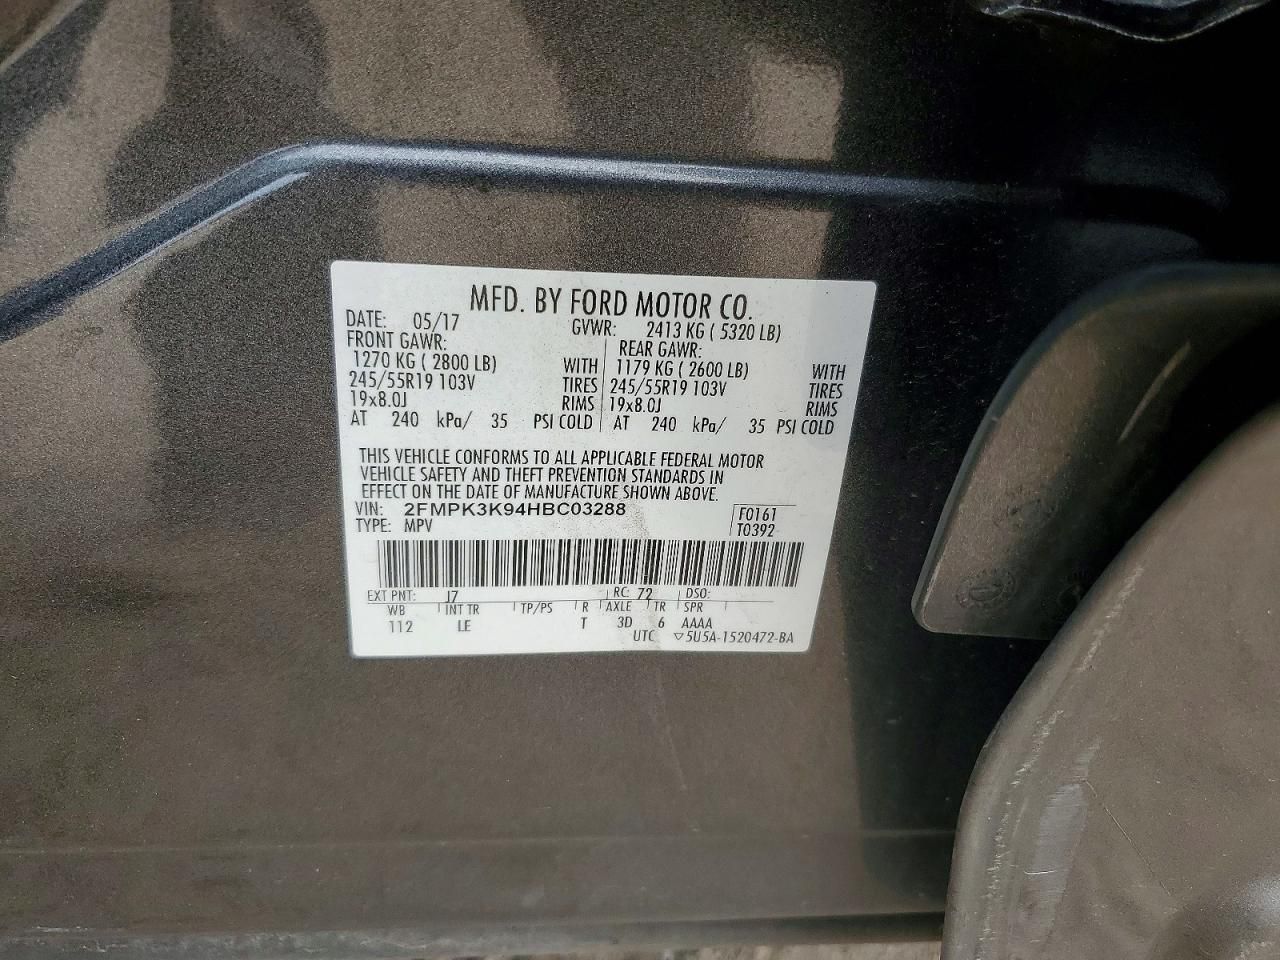 MFD. BY FORD MOTOR CO.
DATE: 05/17 GVWR: 2413 KG ( 5320 LB)
FRONT GAWR: REAR GAWR:
1270 KG ( 2800 LB) WITH 1179 KG ( 2600 LB) WITH
245/55R19 103V TIRES 245/55R19 103V TIRES
19x8.0J RIMS 19x8.0J RIMS
AT 240 kPa/ 35 PSI COLD AT 240 kPa/ 35 PSI COLD
THIS VEHICLE CONFORMS TO ALL APPLICABLE FEDERAL MOTOR
VEHICLE SAFETY AND THEFT PREVENTION STANDARDS IN
EFFECT ON THE DATE OF MANUFACTURE SHOWN ABOVE.
VIN: 2FMPK3K94HBC03288 F0161
TYPE: MPV T0392
EXT PNT: J7 RC: 72 DSO:
WB INT TR TP/PS R AXLE TR SPR
112 LE T 3D 6 AAAA
UTC ▽5U5A-1520472-BA